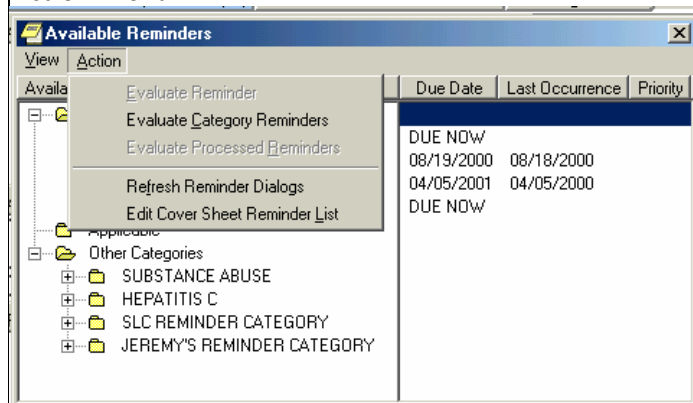 Available Reminders
View Action
Availa Due Date Last Occurrence Priority
Evaluate Reminder
Evaluate Category Reminders
DUE NOW
Evaluate Processed Reminders
08/19/2000 08/18/2000
Refresh Reminder Dialogs
04/05/2001 04/05/2000
Edit Cover Sheet Reminder List
DUE NOW
Applicable
Other Categories
SUBSTANCE ABUSE
HEPATITIS C
SLC REMINDER CATEGORY
JEREMY'S REMINDER CATEGORY